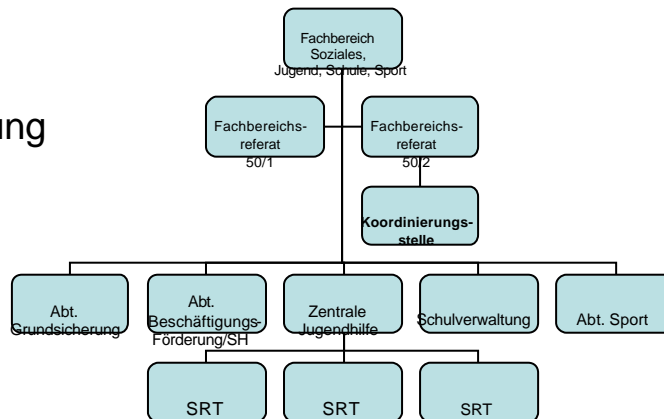 Fachbereich
Soziales,
Jugend, Schule, Sport
ung
Fachbereichs-
referat
50/1
Fachbereichs-
referat
50/2
Koordinierungs-
stelle
Abt.
Grundsicherung
Abt.
Beschäftigungs-
Förderung/SH
Zentrale
Jugendhilfe
Schulverwaltung
Abt. Sport
SRT
SRT
SRT